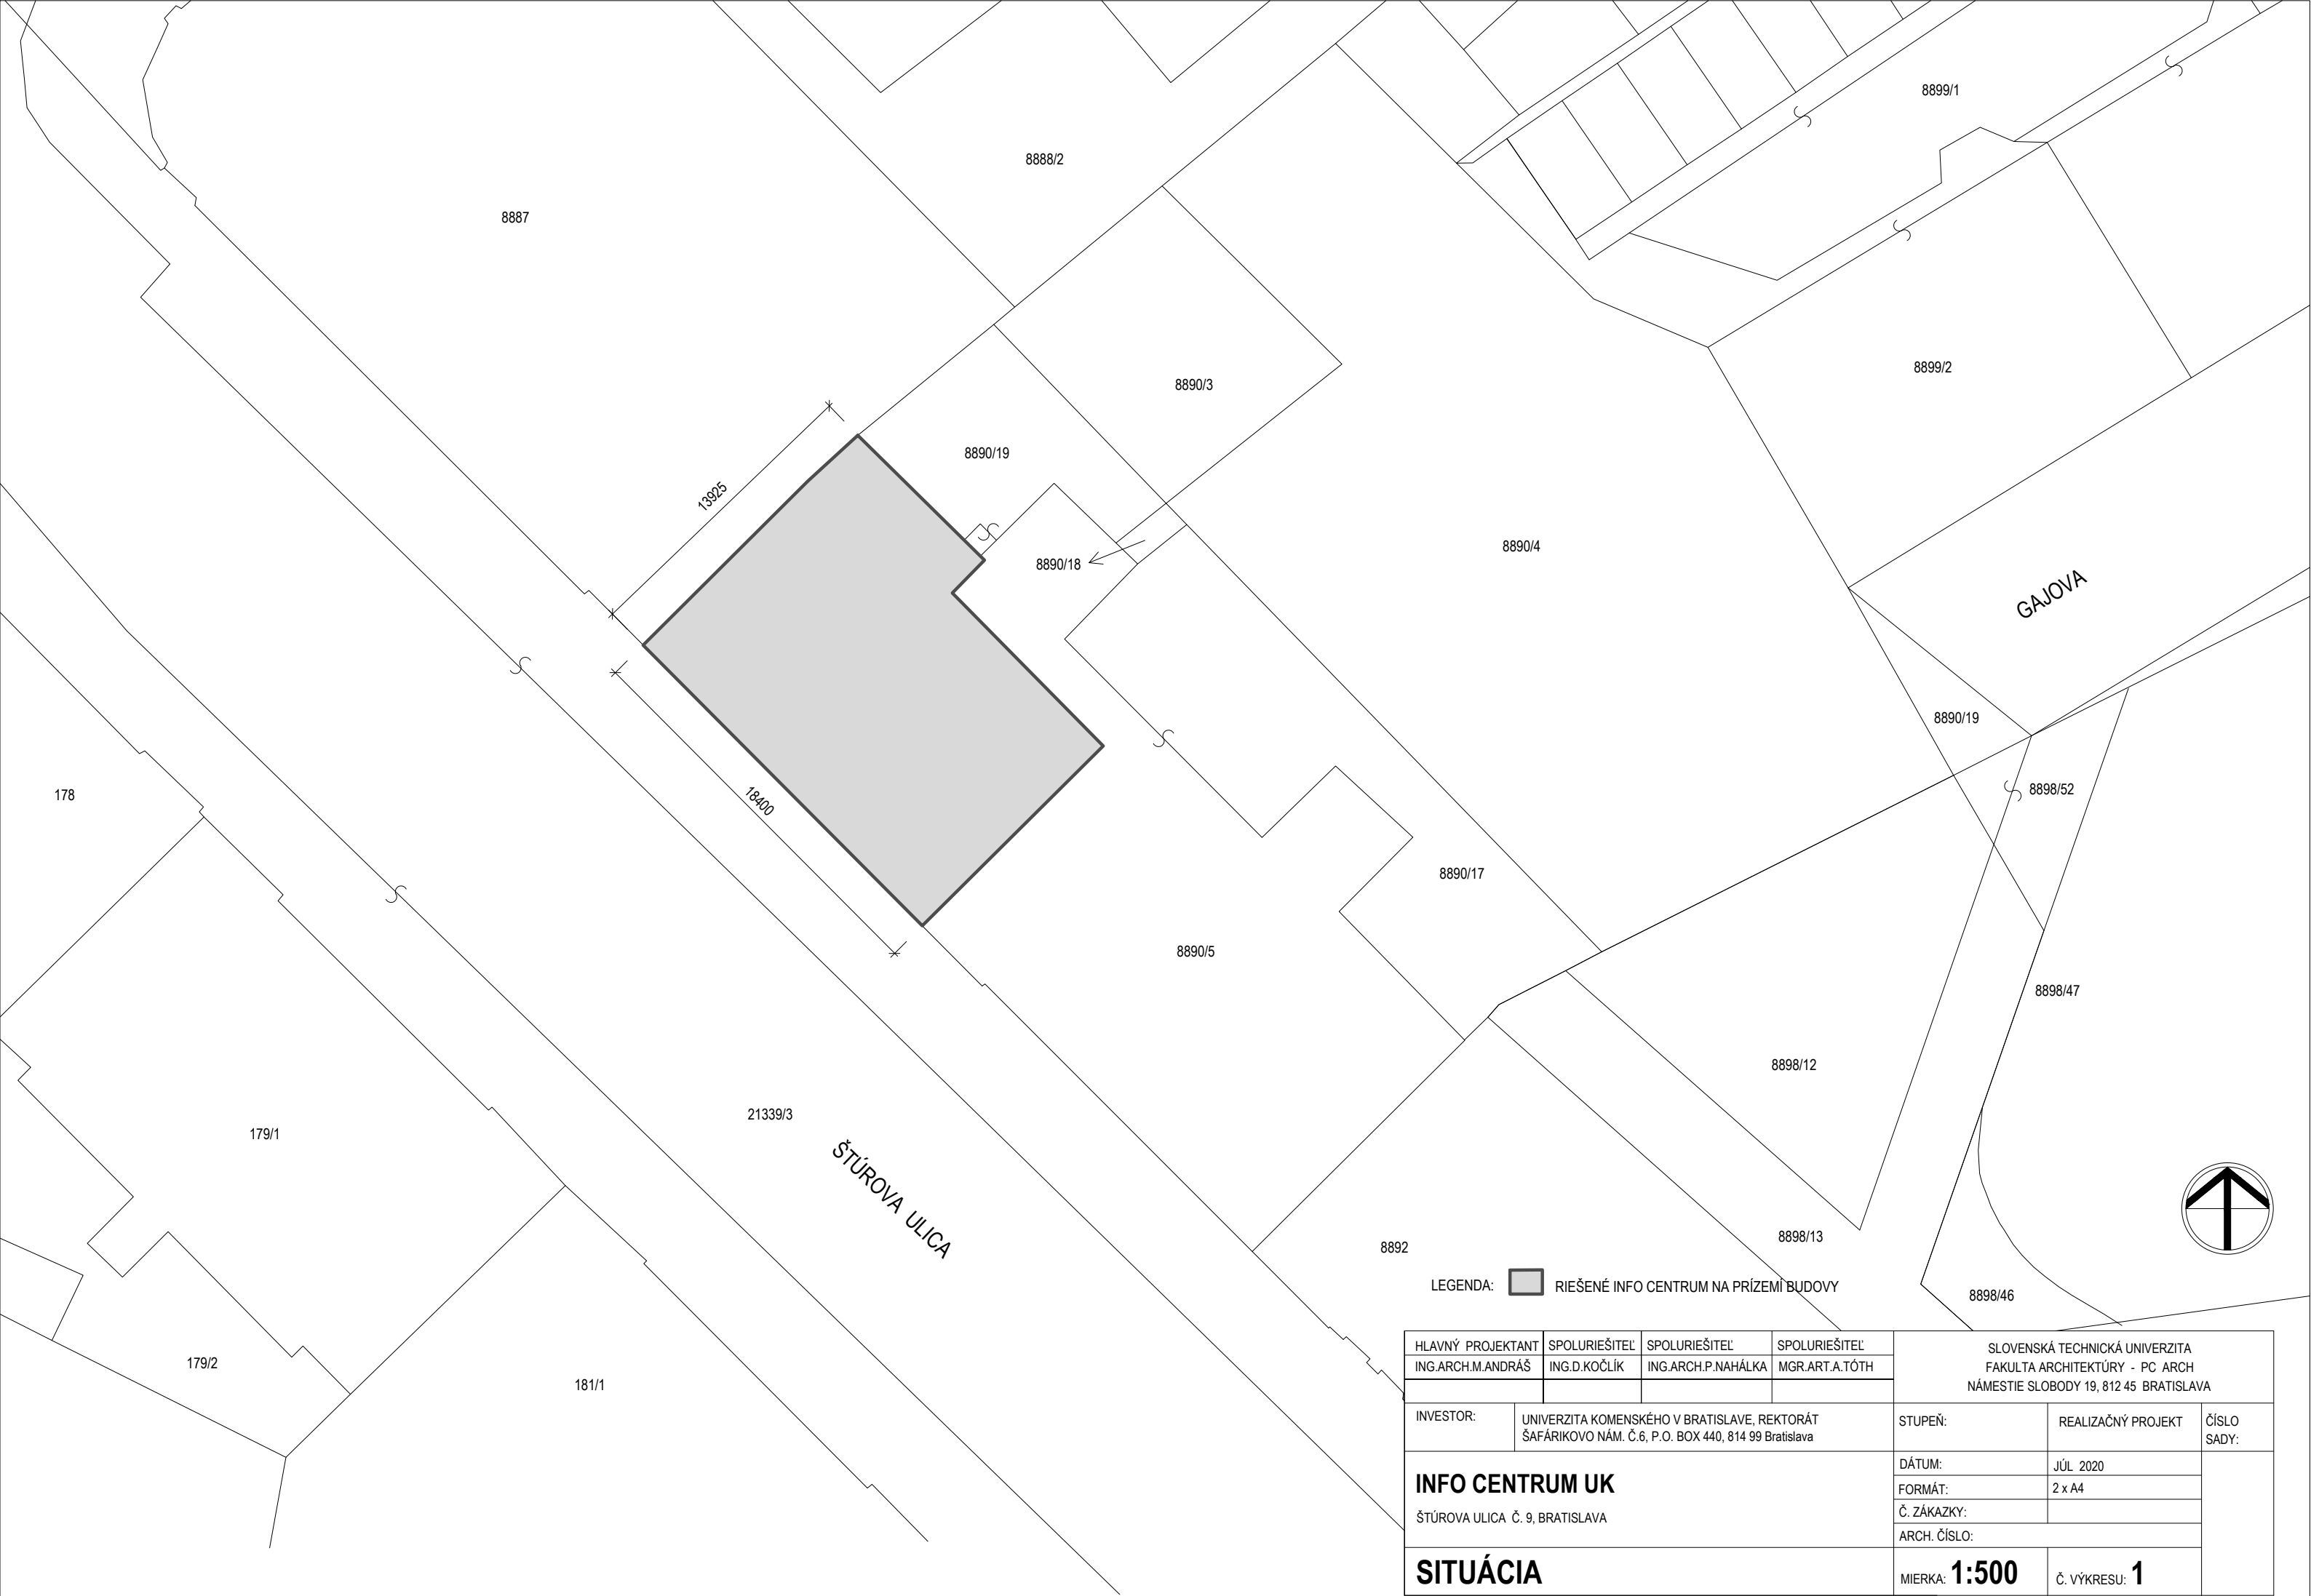 8899/1
8888/2
8887
8899/2
8890/3
8890/19
13925
8890/4
8890/18
GAJOVA
8890/19
8898/52
178
18400
8890/17
8890/5
8898/47
8898/12
21339/3
179/1
ŠTÚROVA ULICA
8898/13
8892
LEGENDA: RIEŠENÉ INFO CENTRUM NA PRÍZEMÍ BUDOVY
8898/46
179/2
181/1
HLAVNÝ PROJEKTANT SPOLURIEŠITEĽ SPOLURIEŠITEĽ SPOLURIEŠITEĽ
ING.ARCH.M.ANDRÁŠ ING.D.KOČLÍK ING.ARCH.P.NAHÁLKA MGR.ART.A.TÓTH
SLOVENSKÁ TECHNICKÁ UNIVERZITA
FAKULTA ARCHITEKTÚRY - PC ARCH
NÁMESTIE SLOBODY 19, 812 45 BRATISLAVA
INVESTOR:
UNIVERZITA KOMENSKÉHO V BRATISLAVE, REKTORÁT
ŠAFÁRIKOVO NÁM. Č.6, P.O. BOX 440, 814 99 Bratislava
STUPEŇ: REALIZAČNÝ PROJEKT
ČÍSLO
SADY:
INFO CENTRUM UK
ŠTÚROVA ULICA Č. 9, BRATISLAVA
DÁTUM: JÚL 2020
FORMÁT: 2 x A4
Č. ZÁKAZKY:
ARCH. ČÍSLO:
SITUÁCIA
MIERKA: 1:500
Č. VÝKRESU: 1